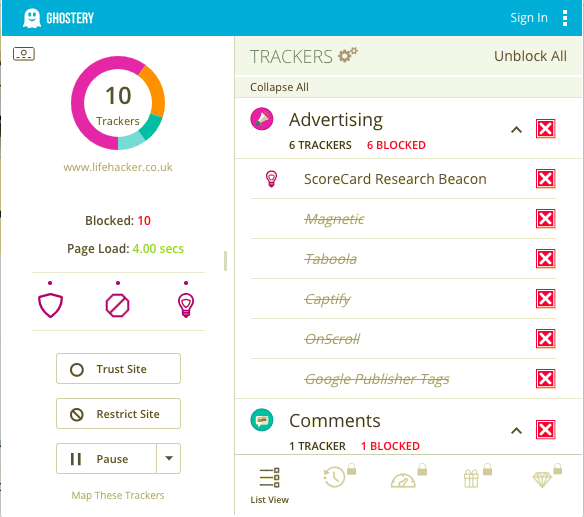 GHOSTERY
Sign In
10
Trackers
www.lifehacker.co.uk
Blocked: 10
Page Load: 4.00 secs
Trust Site
Restrict Site
Pause
Map These Trackers
TRACKERS
Unblock All
Collapse All
Advertising
6 TRACKERS 6 BLOCKED
ScoreCard Research Beacon
Magnetic
Taboola
Captify
OnScroll
Google Publisher Tags
Comments
1 TRACKER 1 BLOCKED
List View